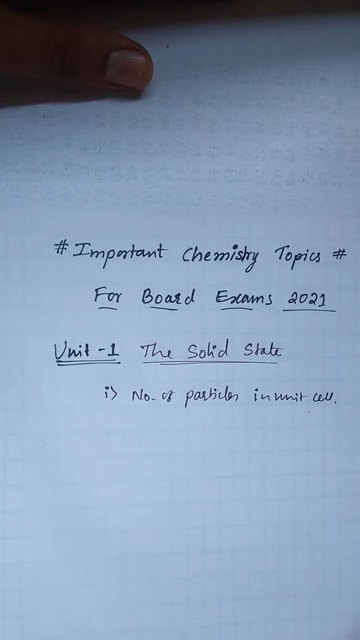 # Important Chemistry Topics #
For Board Exams 2021
Unit -1 The Solid State
i> No. of particles in unit cell.